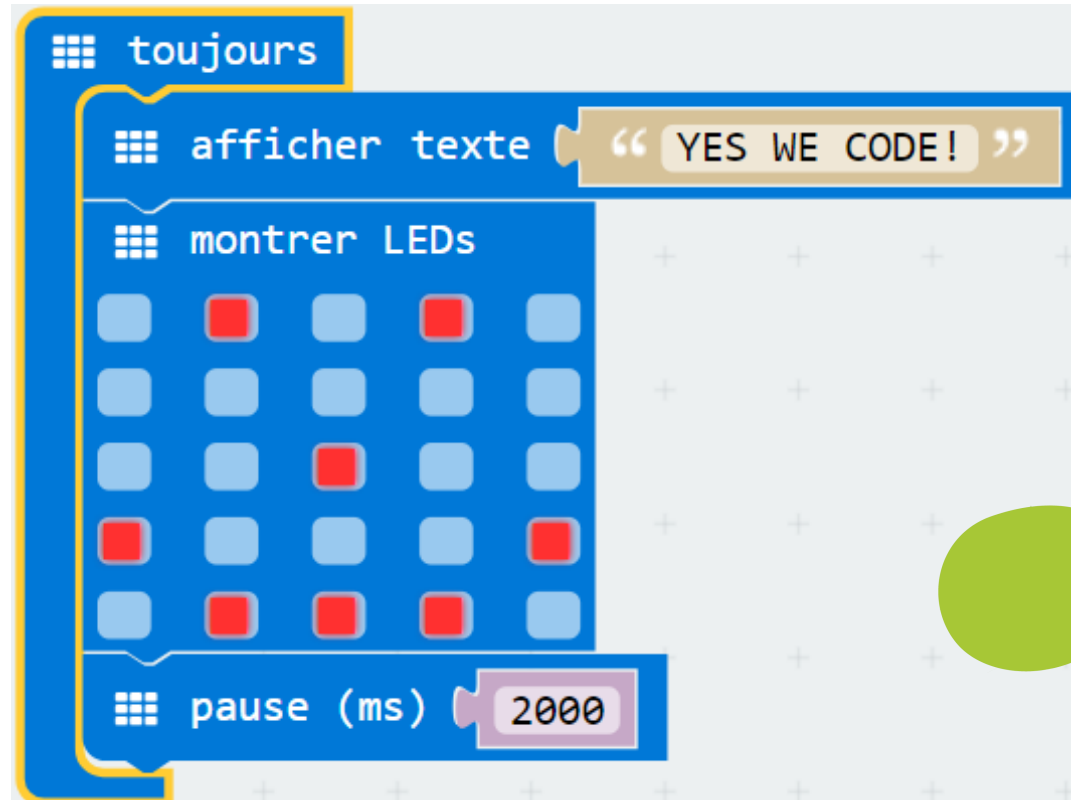 toujours
afficher texte “ YES WE CODE! ”
montrer LEDs
pause (ms) 2000